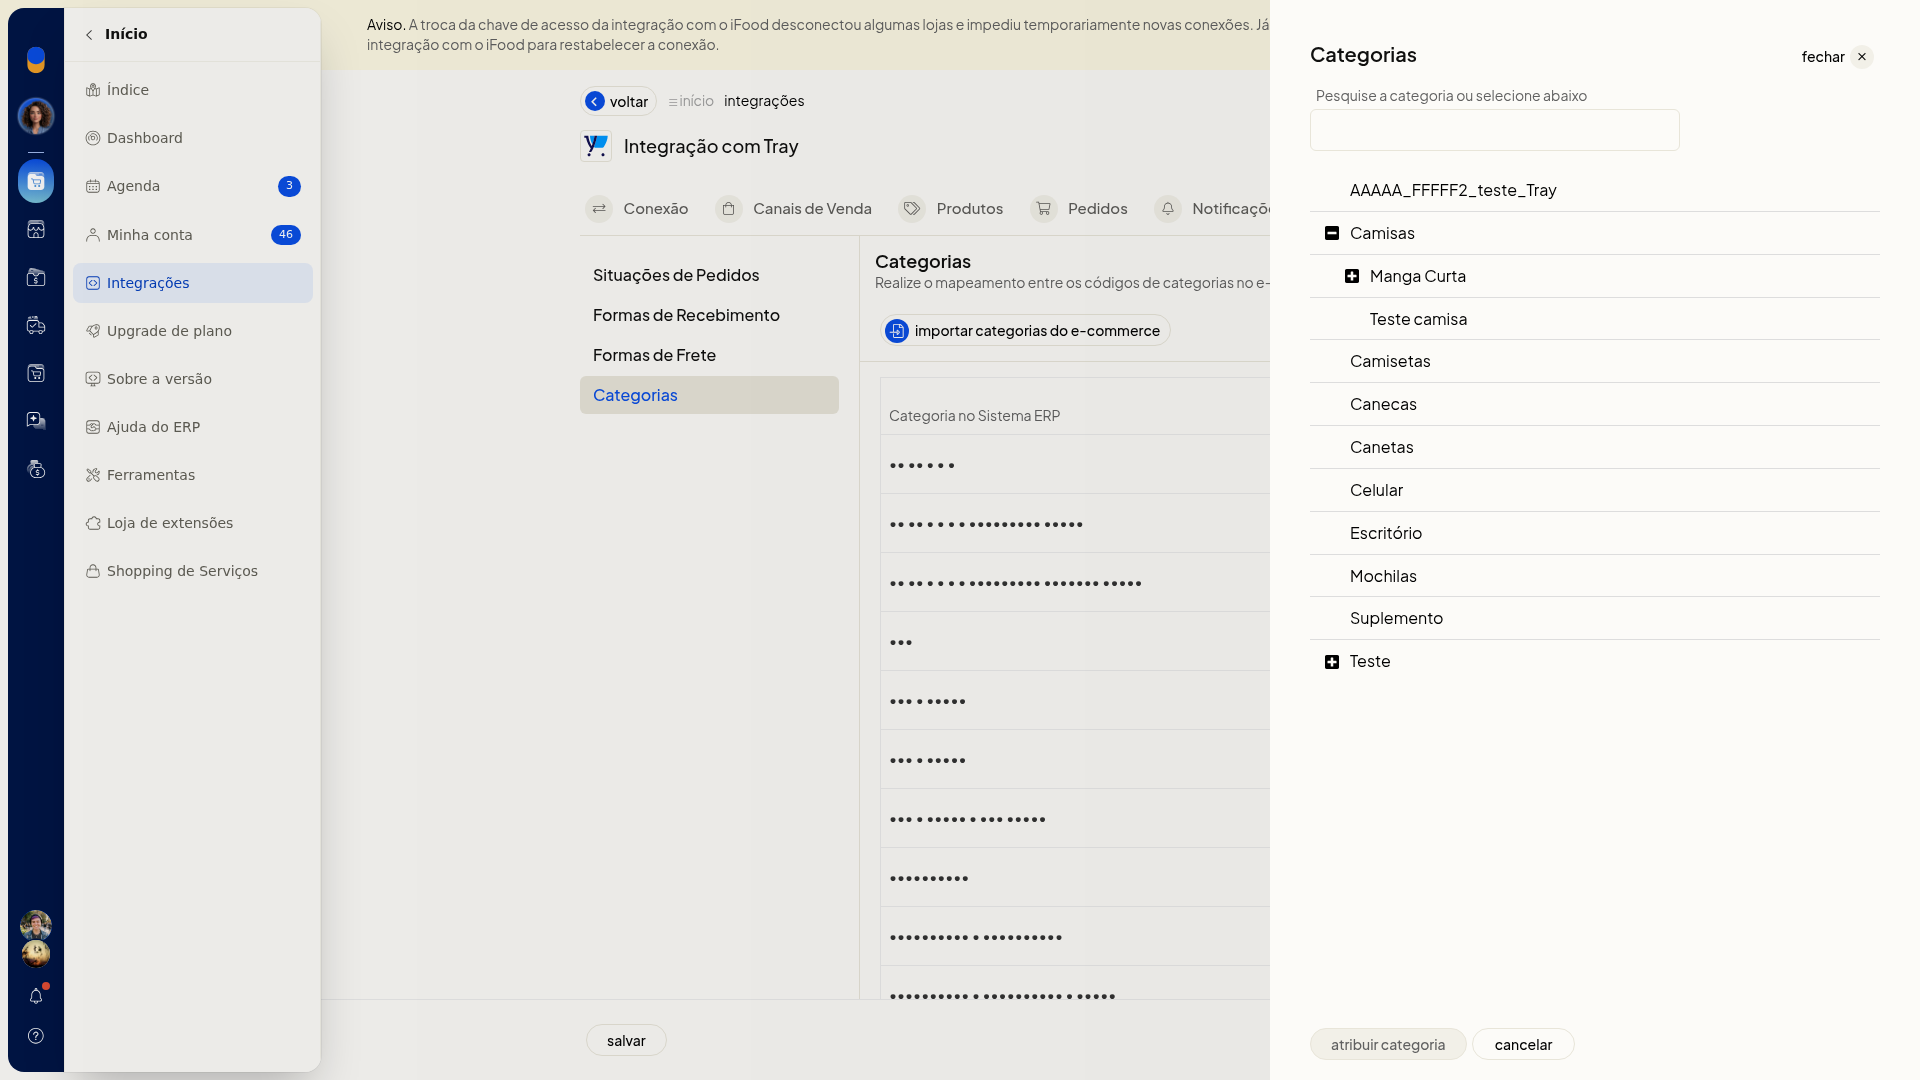 Início
Índice
Dashboard
Agenda 3
Minha conta 46
Integrações
Upgrade de plano
Sobre a versão
Ajuda do ERP
Ferramentas
Loja de extensões
Shopping de Serviços
Aviso. A troca da chave de acesso da integração com o iFood desconectou algumas lojas e impediu temporariamente novas conexões. Já
integração com o iFood para restabelecer a conexão.
voltar início integrações
Integração com Tray
Conexão Canais de Venda Produtos Pedidos Notificaçõ
Situações de Pedidos
Formas de Recebimento
Formas de Frete
Categorias
Categorias
Realize o mapeamento entre os códigos de categorias no e-
importar categorias do e-commerce
Categoria no Sistema ERP
•• •• • • •
•• •• • • • • ••••••••• •••••
•• •• • • • • ••••••••• ••••••• •••••
•••
••• • •••••
••• • •••••
••• • ••••• • ••• •••••
••••••••••
•••••••••• • ••••••••••
•••••••••• • •••••••••• • •••••
salvar
Categorias
fechar
Pesquise a categoria ou selecione abaixo
AAAAA_FFFFF2_teste_Tray
Camisas
Manga Curta
Teste camisa
Camisetas
Canecas
Canetas
Celular
Escritório
Mochilas
Suplemento
Teste
atribuir categoria cancelar